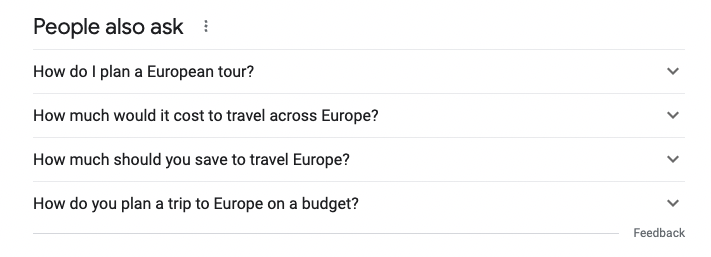 People also ask
How do I plan a European tour?
How much would it cost to travel across Europe?
How much should you save to travel Europe?
How do you plan a trip to Europe on a budget?
Feedback